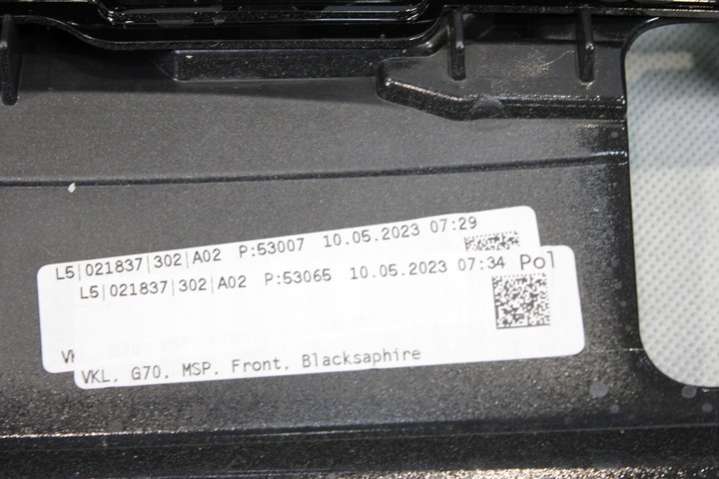 L5|021837|302|A02 P:53007 10.05.2023 07:29
L5|021837|302|A02 P:53065 10.05.2023 07:34 Pol
VKL. G70. MSP. Front. Blacksaphire